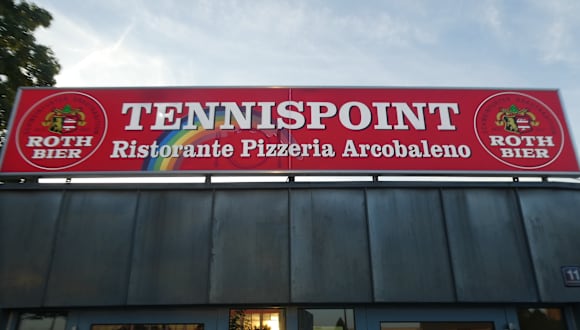 TENNISPOINT
Ristorante Pizzeria Arcobaleno
ROTH
BIER
ROTH
BIER
11